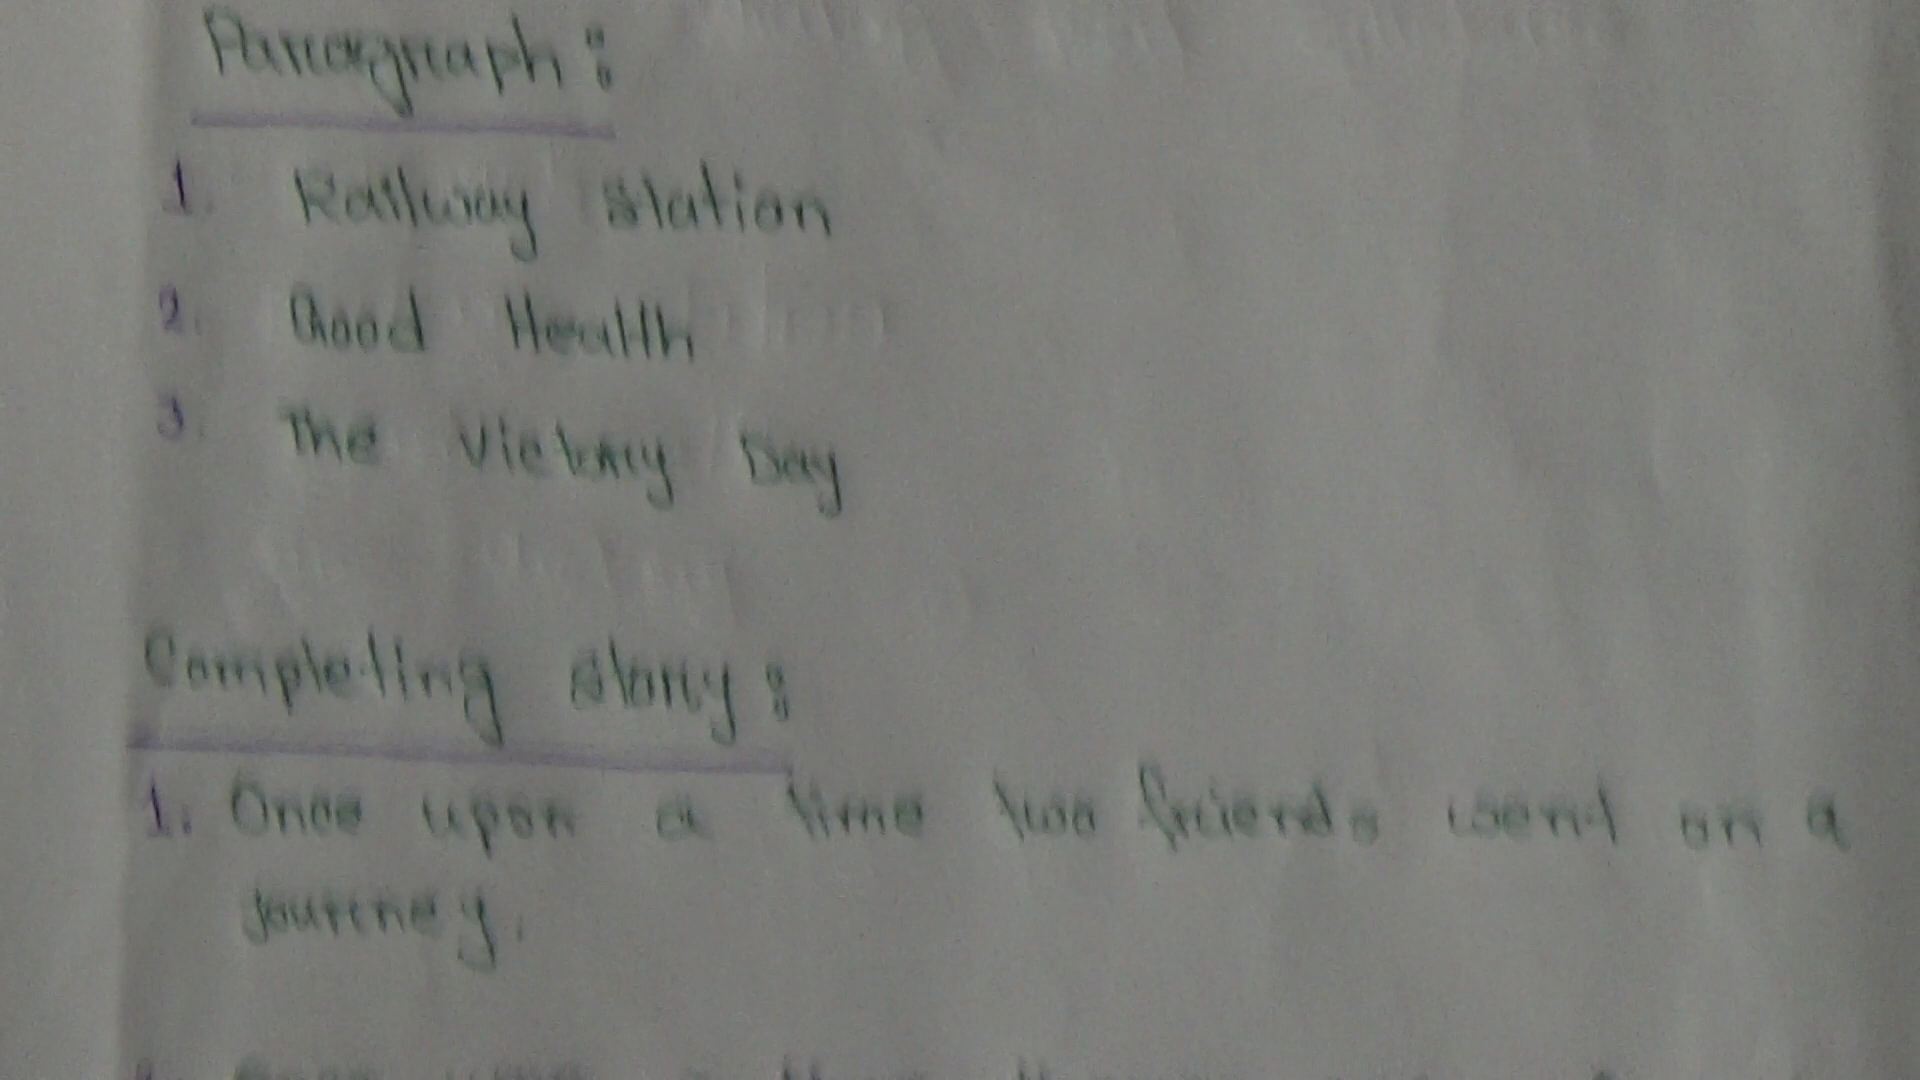 Paragraph:
1. Railway station
2. Good Health
3. The Victory Day
Completing story:
1. Once upon a time two friends went on a
journey.